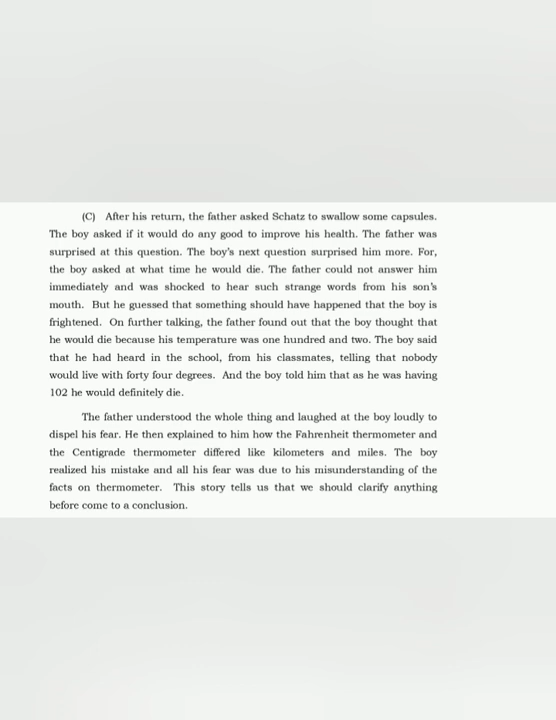 (C) After his return, the father asked Schatz to swallow some capsules.
The boy asked if it would do any good to improve his health. The father was
surprised at this question. The boy's next question surprised him more. For,
the boy asked at what time he would die. The father could not answer him
immediately and was shocked to hear such strange words from his son's
mouth. But he guessed that something should have happened that the boy is
frightened. On further talking, the father found out that the boy thought that
he would die because his temperature was one hundred and two. The boy said
that he had heard in the school, from his classmates, telling that nobody
would live with forty four degrees. And the boy told him that as he was having
102 he would definitely die.
The father understood the whole thing and laughed at the boy loudly to
dispel his fear. He then explained to him how the Fahrenheit thermometer and
the Centigrade thermometer differed like kilometers and miles. The boy
realized his mistake and all his fear was due to his misunderstanding of the
facts on thermometer. This story tells us that we should clarify anything
before come to a conclusion.